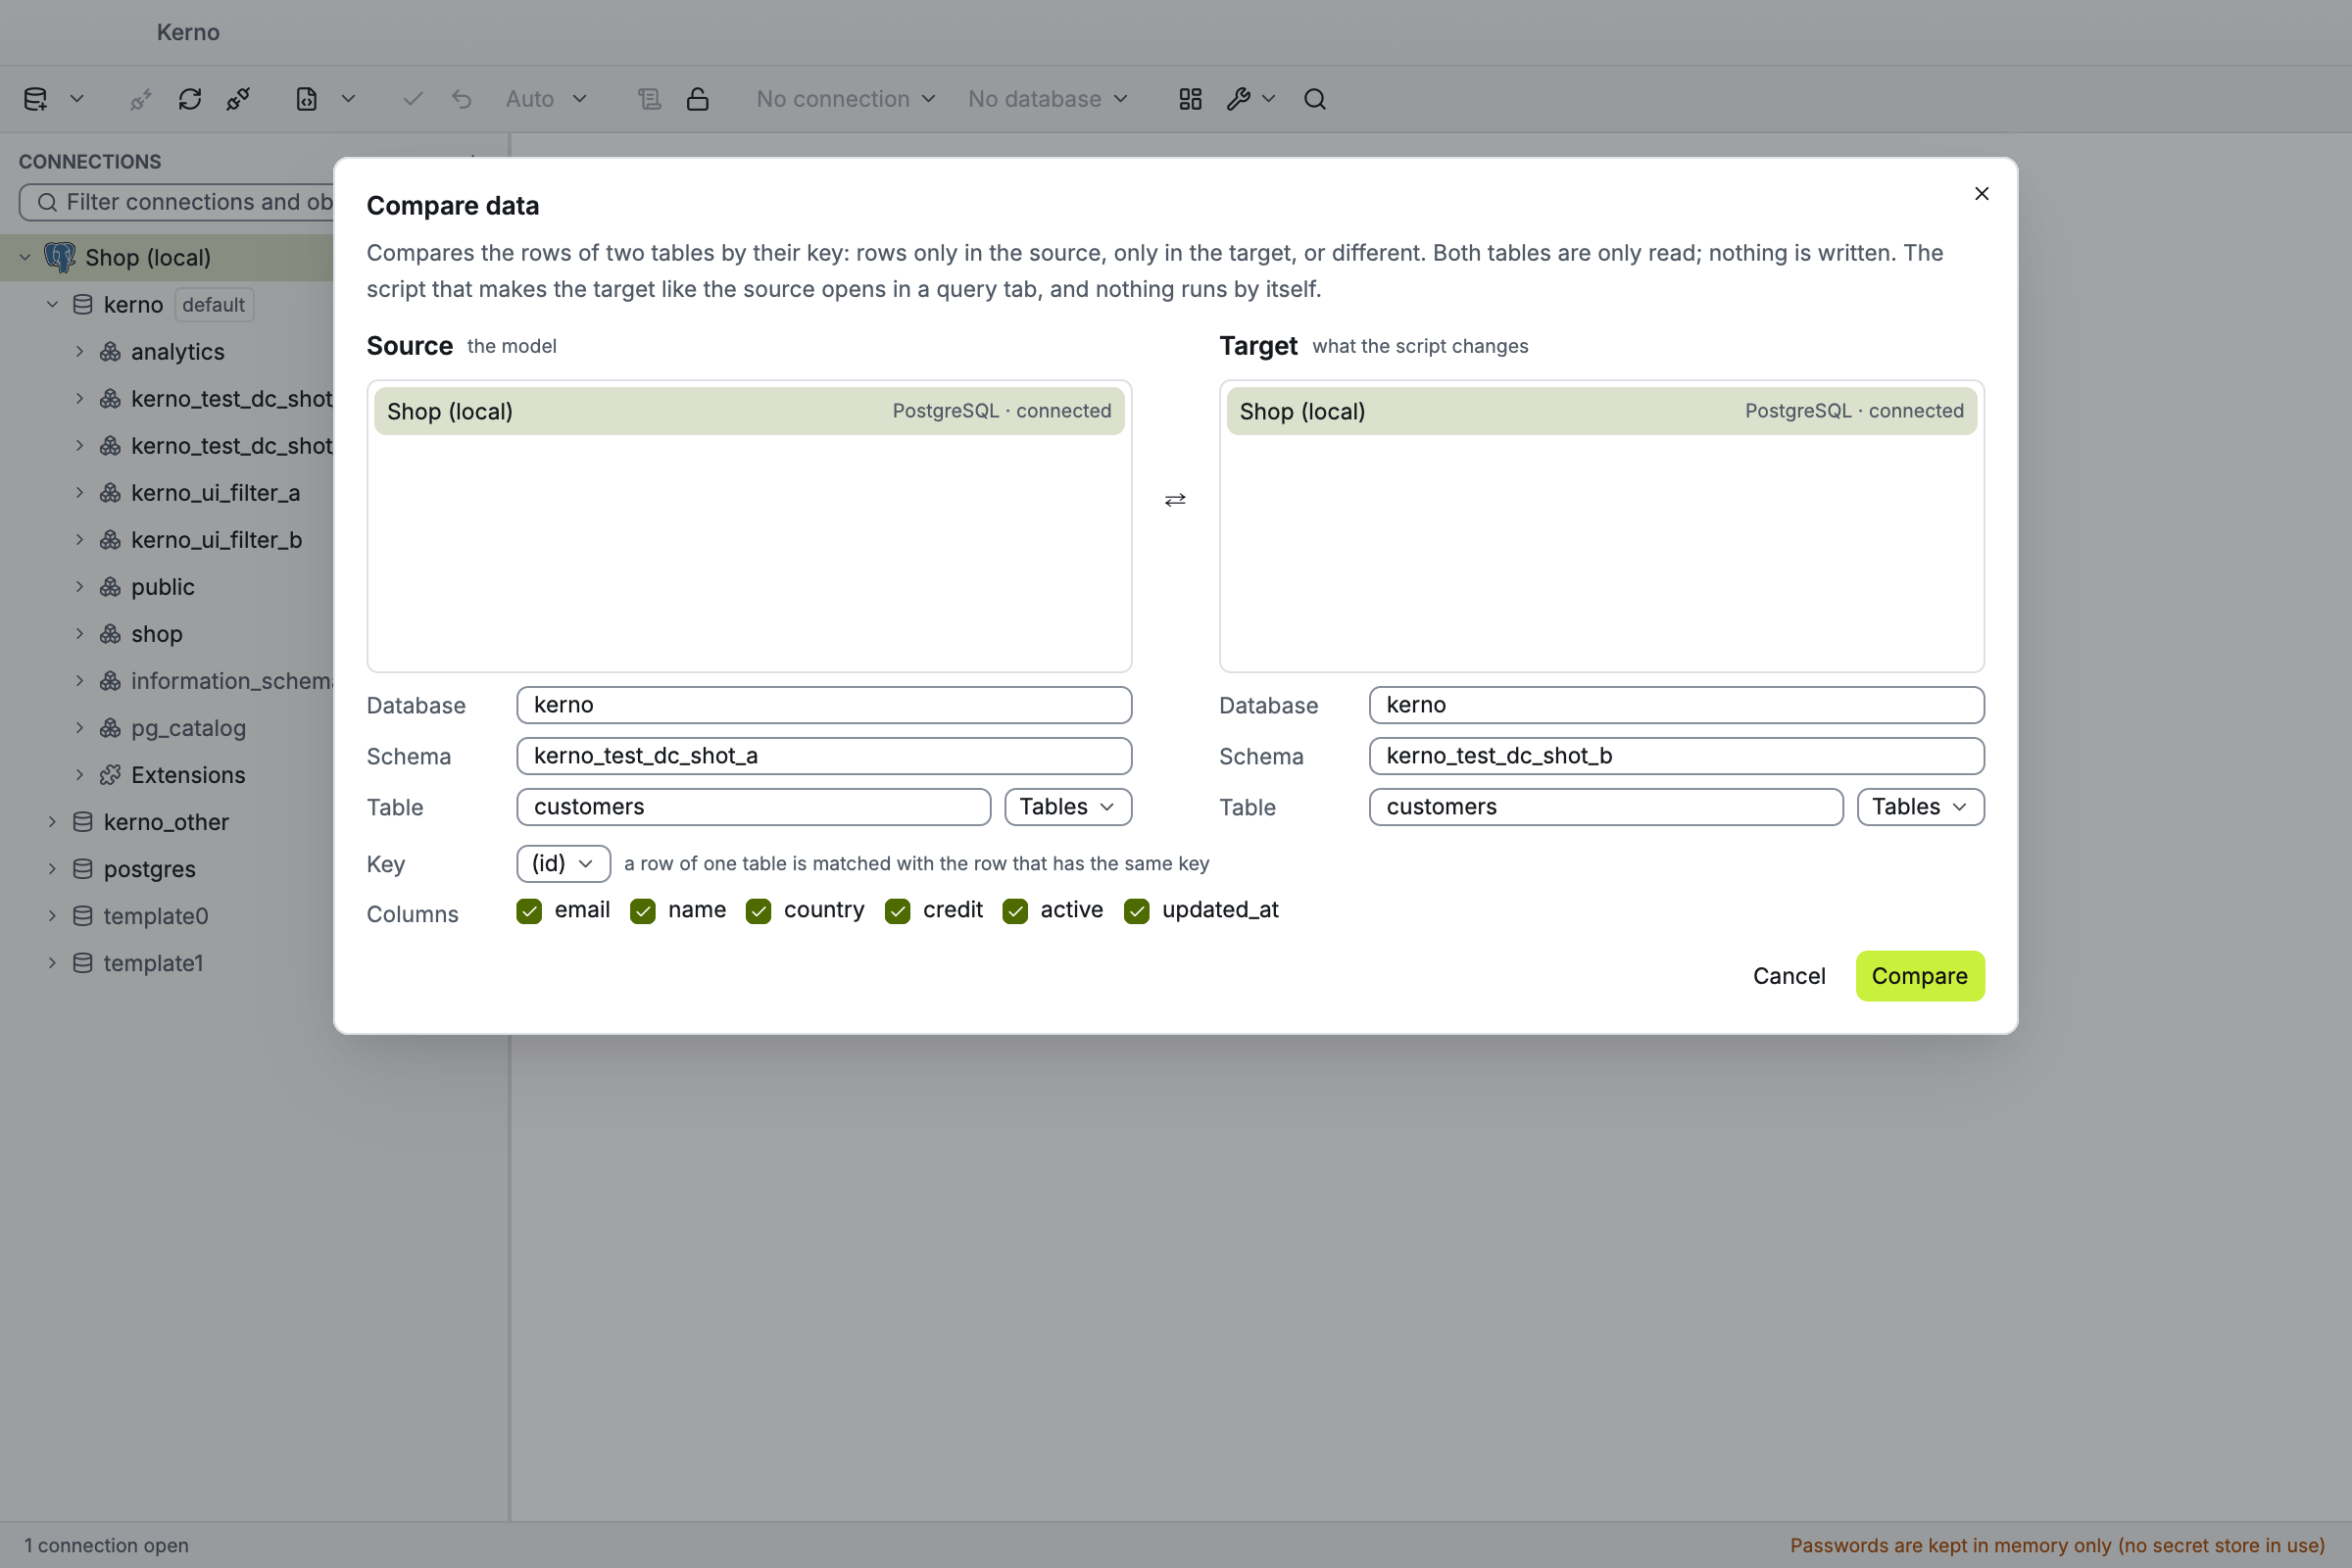 Kerno
Auto
No connection
No database
CONNECTIONS
Filter connections and ob
Shop (local)
kerno default
analytics
kerno_test_dc_shot
kerno_test_dc_shot
kerno_ui_filter_a
kerno_ui_filter_b
public
shop
information_schema
pg_catalog
Extensions
kerno_other
postgres
template0
template1
Compare data
Compares the rows of two tables by their key: rows only in the source, only in the target, or different. Both tables are only read; nothing is written. The
script that makes the target like the source opens in a query tab, and nothing runs by itself.
Source the model
Shop (local) PostgreSQL · connected
Database kerno
Schema kerno_test_dc_shot_a
Table customers Tables
Target what the script changes
Shop (local) PostgreSQL · connected
Database kerno
Schema kerno_test_dc_shot_b
Table customers Tables
Key (id) a row of one table is matched with the row that has the same key
Columns email name country credit active updated_at
Cancel Compare
1 connection open
Passwords are kept in memory only (no secret store in use)